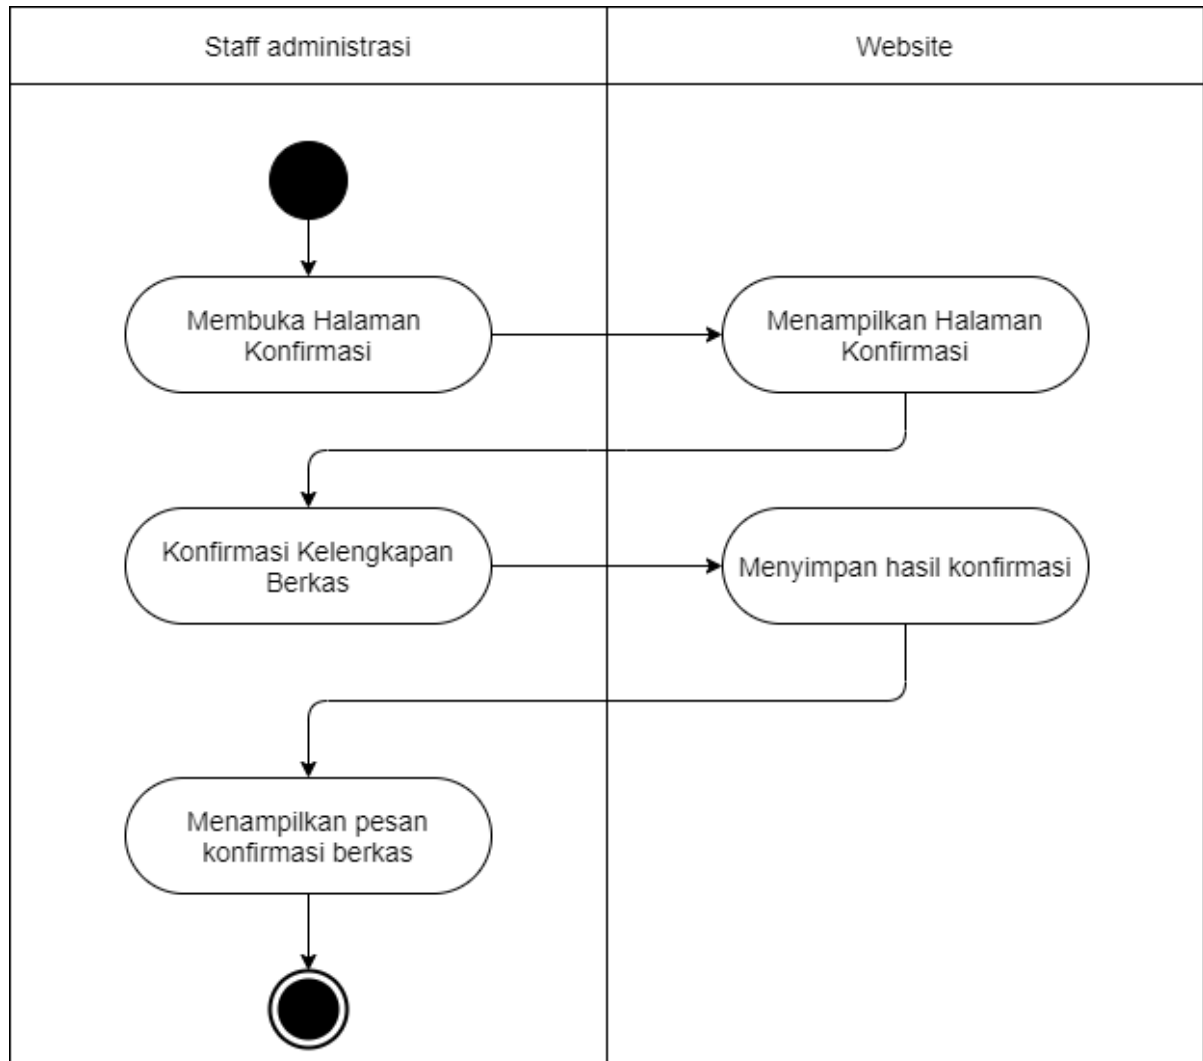 Staff administrasi
Website
Membuka Halaman
Konfirmasi
Menampilkan Halaman
Konfirmasi
Konfirmasi Kelengkapan
Berkas
Menyimpan hasil konfirmasi
Menampilkan pesan
konfirmasi berkas